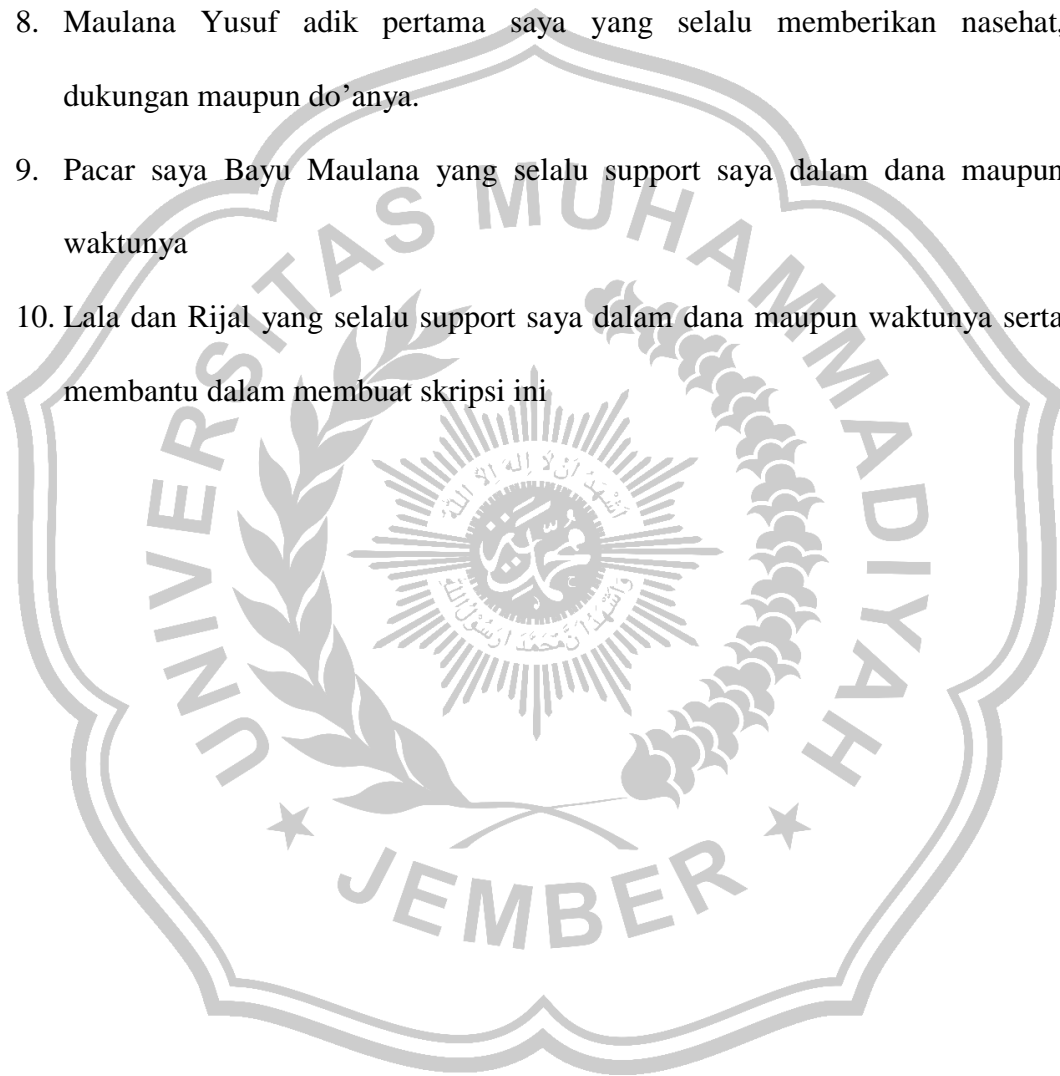 8. Maulana Yusuf adik pertama saya yang selalu memberikan nasehat,
dukungan maupun do’anya.
9. Pacar saya Bayu Maulana yang selalu support saya dalam dana maupun
waktunya
10. Lala dan Rijal yang selalu support saya dalam dana maupun waktunya serta
membantu dalam membuat skripsi ini
UNIVERSITAS MUHAMMADIYAH
JEMBER